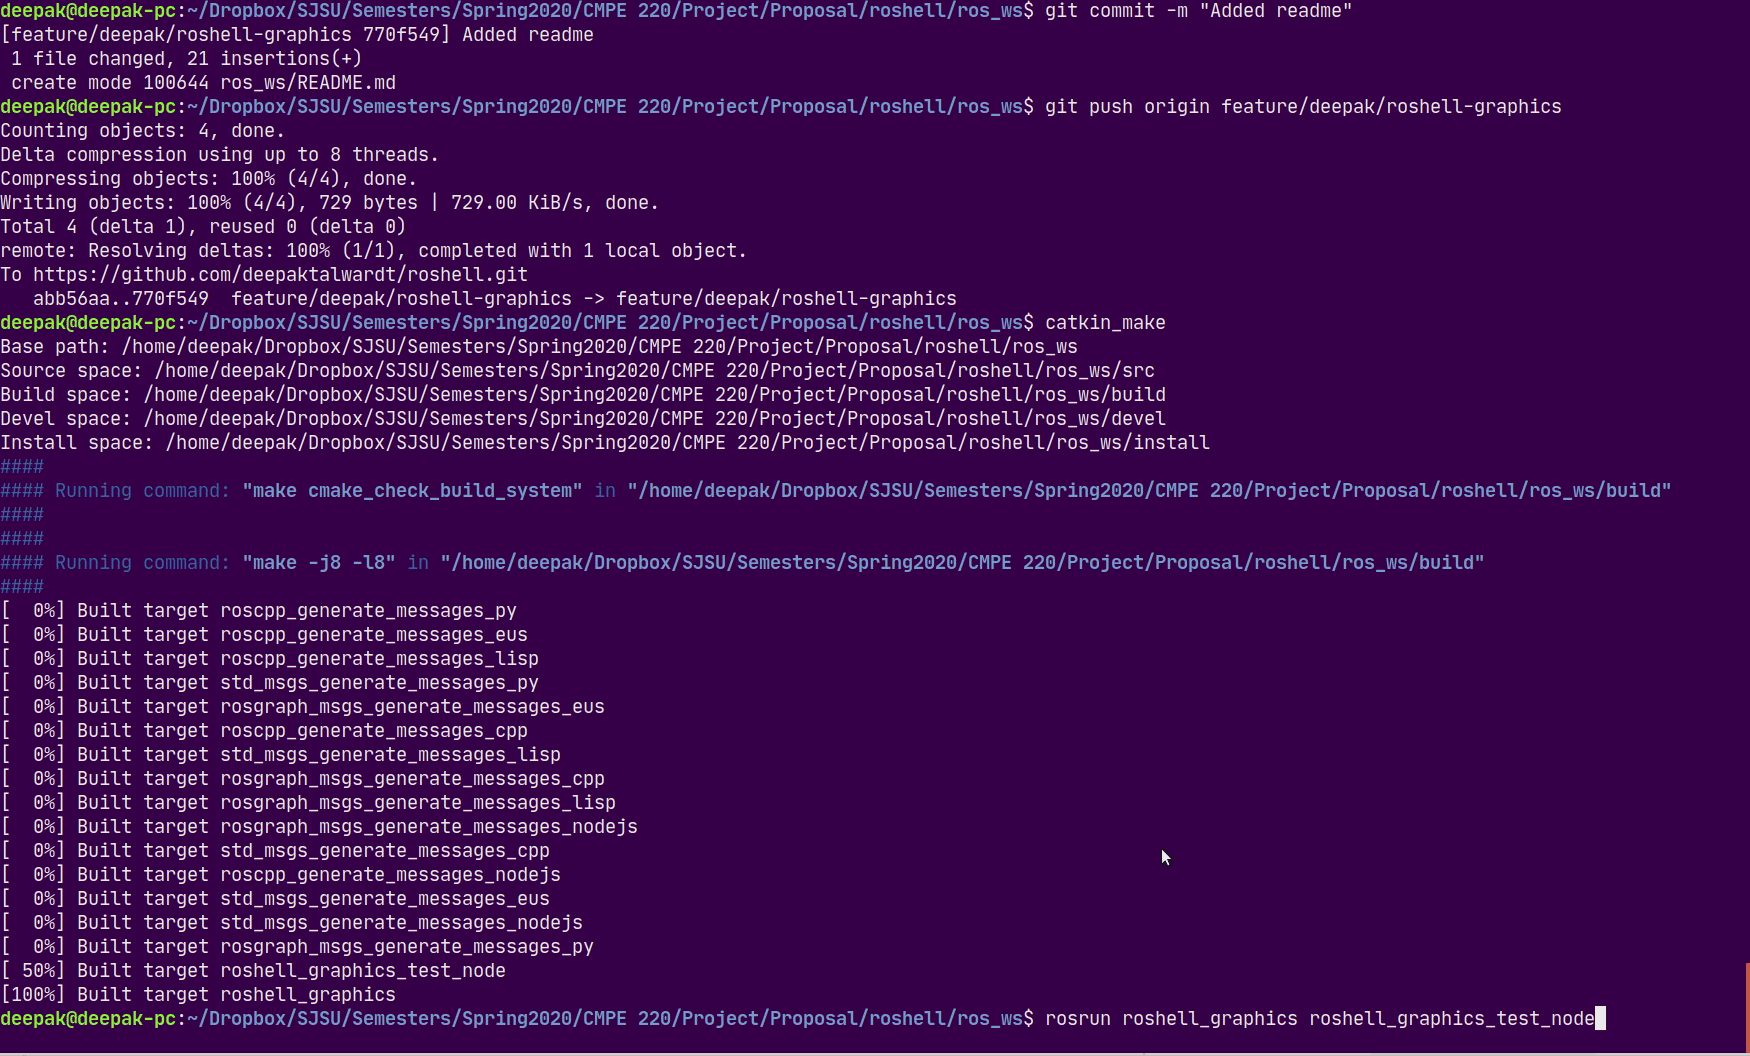 deepak@deepak-pc:~/Dropbox/SJSU/Semesters/Spring2020/CMPE 220/Project/Proposal/roshell/ros_ws$ git commit -m "Added readme"
[feature/deepak/roshell-graphics 770f549] Added readme
 1 file changed, 21 insertions(+)
 create mode 100644 ros_ws/README.md
deepak@deepak-pc:~/Dropbox/SJSU/Semesters/Spring2020/CMPE 220/Project/Proposal/roshell/ros_ws$ git push origin feature/deepak/roshell-graphics
Counting objects: 4, done.
Delta compression using up to 8 threads.
Compressing objects: 100% (4/4), done.
Writing objects: 100% (4/4), 729 bytes | 729.00 KiB/s, done.
Total 4 (delta 1), reused 0 (delta 0)
remote: Resolving deltas: 100% (1/1), completed with 1 local object.
To https://github.com/deepaktalwardt/roshell.git
   abb56aa..770f549  feature/deepak/roshell-graphics -> feature/deepak/roshell-graphics
deepak@deepak-pc:~/Dropbox/SJSU/Semesters/Spring2020/CMPE 220/Project/Proposal/roshell/ros_ws$ catkin_make
Base path: /home/deepak/Dropbox/SJSU/Semesters/Spring2020/CMPE 220/Project/Proposal/roshell/ros_ws
Source space: /home/deepak/Dropbox/SJSU/Semesters/Spring2020/CMPE 220/Project/Proposal/roshell/ros_ws/src
Build space: /home/deepak/Dropbox/SJSU/Semesters/Spring2020/CMPE 220/Project/Proposal/roshell/ros_ws/build
Devel space: /home/deepak/Dropbox/SJSU/Semesters/Spring2020/CMPE 220/Project/Proposal/roshell/ros_ws/devel
Install space: /home/deepak/Dropbox/SJSU/Semesters/Spring2020/CMPE 220/Project/Proposal/roshell/ros_ws/install
####
#### Running command: "make cmake_check_build_system" in "/home/deepak/Dropbox/SJSU/Semesters/Spring2020/CMPE 220/Project/Proposal/roshell/ros_ws/build"
####
####
#### Running command: "make -j8 -l8" in "/home/deepak/Dropbox/SJSU/Semesters/Spring2020/CMPE 220/Project/Proposal/roshell/ros_ws/build"
####
[  0%] Built target roscpp_generate_messages_py
[  0%] Built target roscpp_generate_messages_eus
[  0%] Built target roscpp_generate_messages_lisp
[  0%] Built target std_msgs_generate_messages_py
[  0%] Built target rosgraph_msgs_generate_messages_eus
[  0%] Built target roscpp_generate_messages_cpp
[  0%] Built target std_msgs_generate_messages_lisp
[  0%] Built target rosgraph_msgs_generate_messages_cpp
[  0%] Built target rosgraph_msgs_generate_messages_lisp
[  0%] Built target rosgraph_msgs_generate_messages_nodejs
[  0%] Built target std_msgs_generate_messages_cpp
[  0%] Built target roscpp_generate_messages_nodejs
[  0%] Built target std_msgs_generate_messages_eus
[  0%] Built target std_msgs_generate_messages_nodejs
[  0%] Built target rosgraph_msgs_generate_messages_py
[ 50%] Built target roshell_graphics_test_node
[100%] Built target roshell_graphics
deepak@deepak-pc:~/Dropbox/SJSU/Semesters/Spring2020/CMPE 220/Project/Proposal/roshell/ros_ws$ rosrun roshell_graphics roshell_graphics_test_node